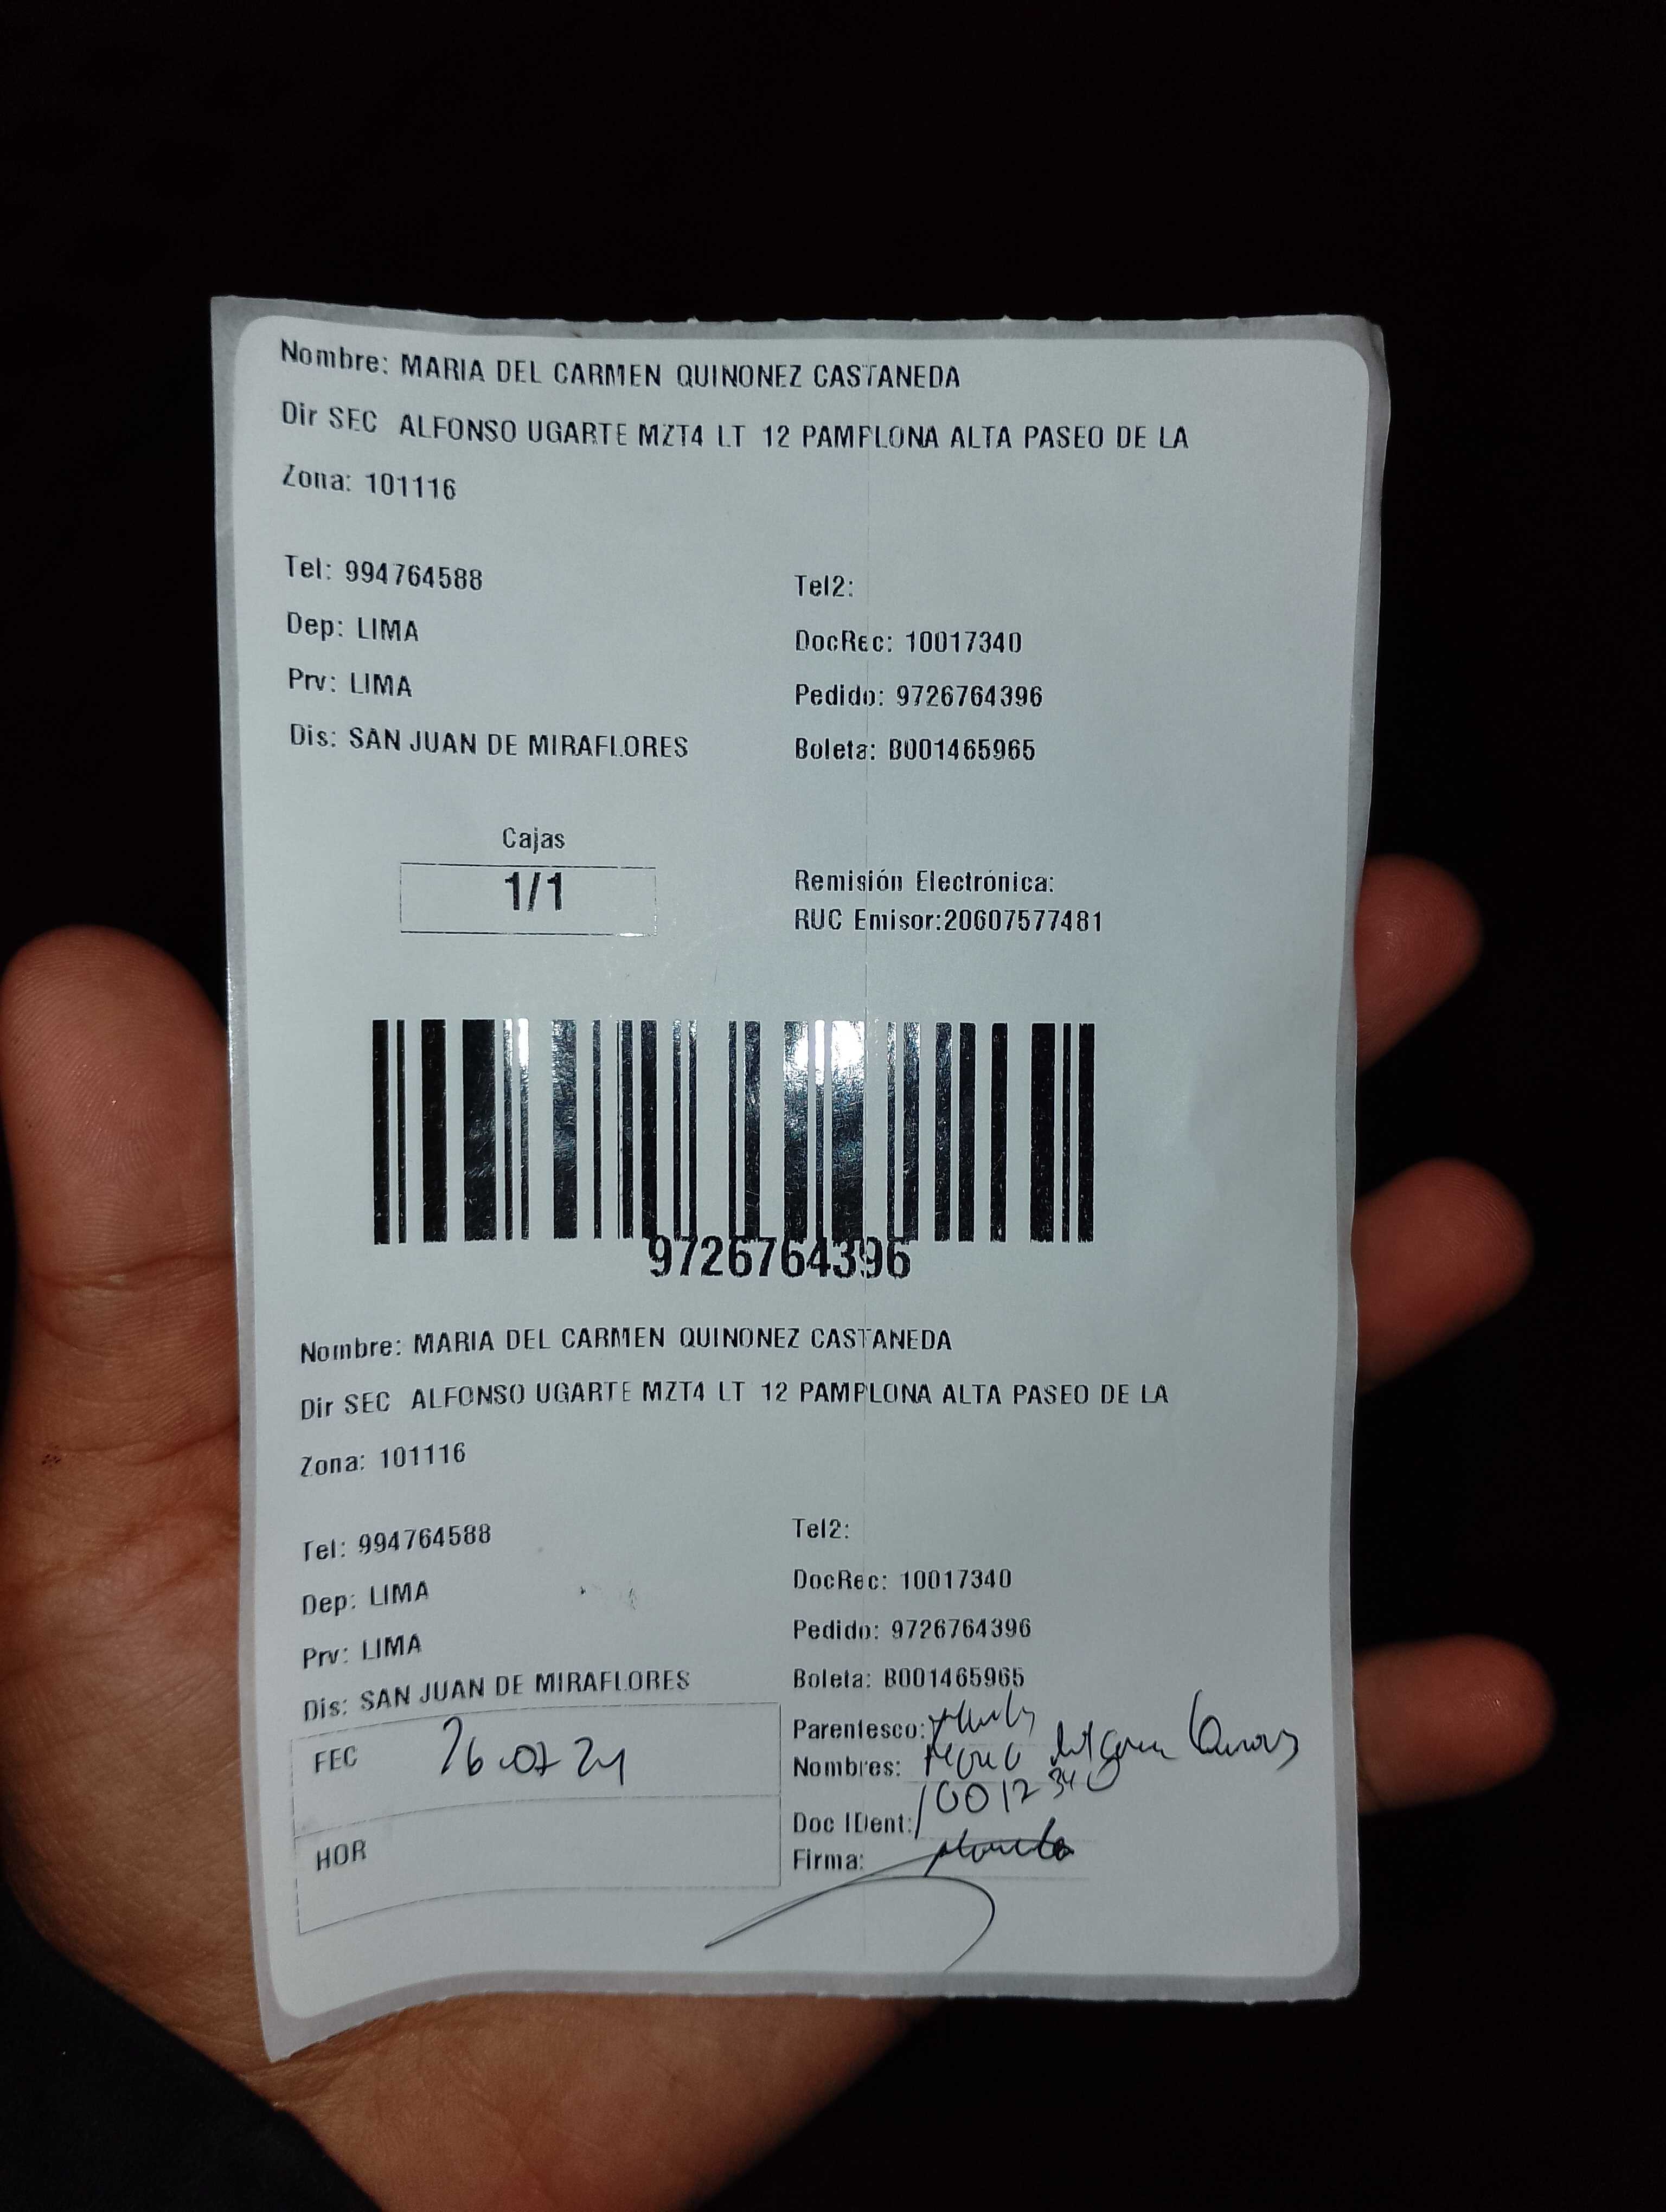 Nombre: MARIA DEL CARMEN QUINONEZ CASTANEDA
Dir SEC ALFONSO UGARTE MZT4 LT 12 PAMPLONA ALTA PASEO DE LA
Zona: 101116
Tel: 994764588 Tel2:
Dep: LIMA DocRec: 10017340
Prv: LIMA Pedido: 9726764396
Dis: SAN JUAN DE MIRAFLORES Boleta: B001465965
Cajas
1/1
Remisión Electrónica:
RUC Emisor:20607577481
9726764396
Nombre: MARIA DEL CARMEN QUINONEZ CASTANEDA
Dir SEC ALFONSO UGARTE MZT4 LT 12 PAMPLONA ALTA PASEO DE LA
Zona: 101116
Tel: 994764588 Tel2:
Dep: LIMA DocRec: 10017340
Prv: LIMA Pedido: 9726764396
Dis: SAN JUAN DE MIRAFLORES Boleta: B001465965
FEC 26.07 24
HOR
Parentesco:
Nombres:
Doc IDent:
Firma: